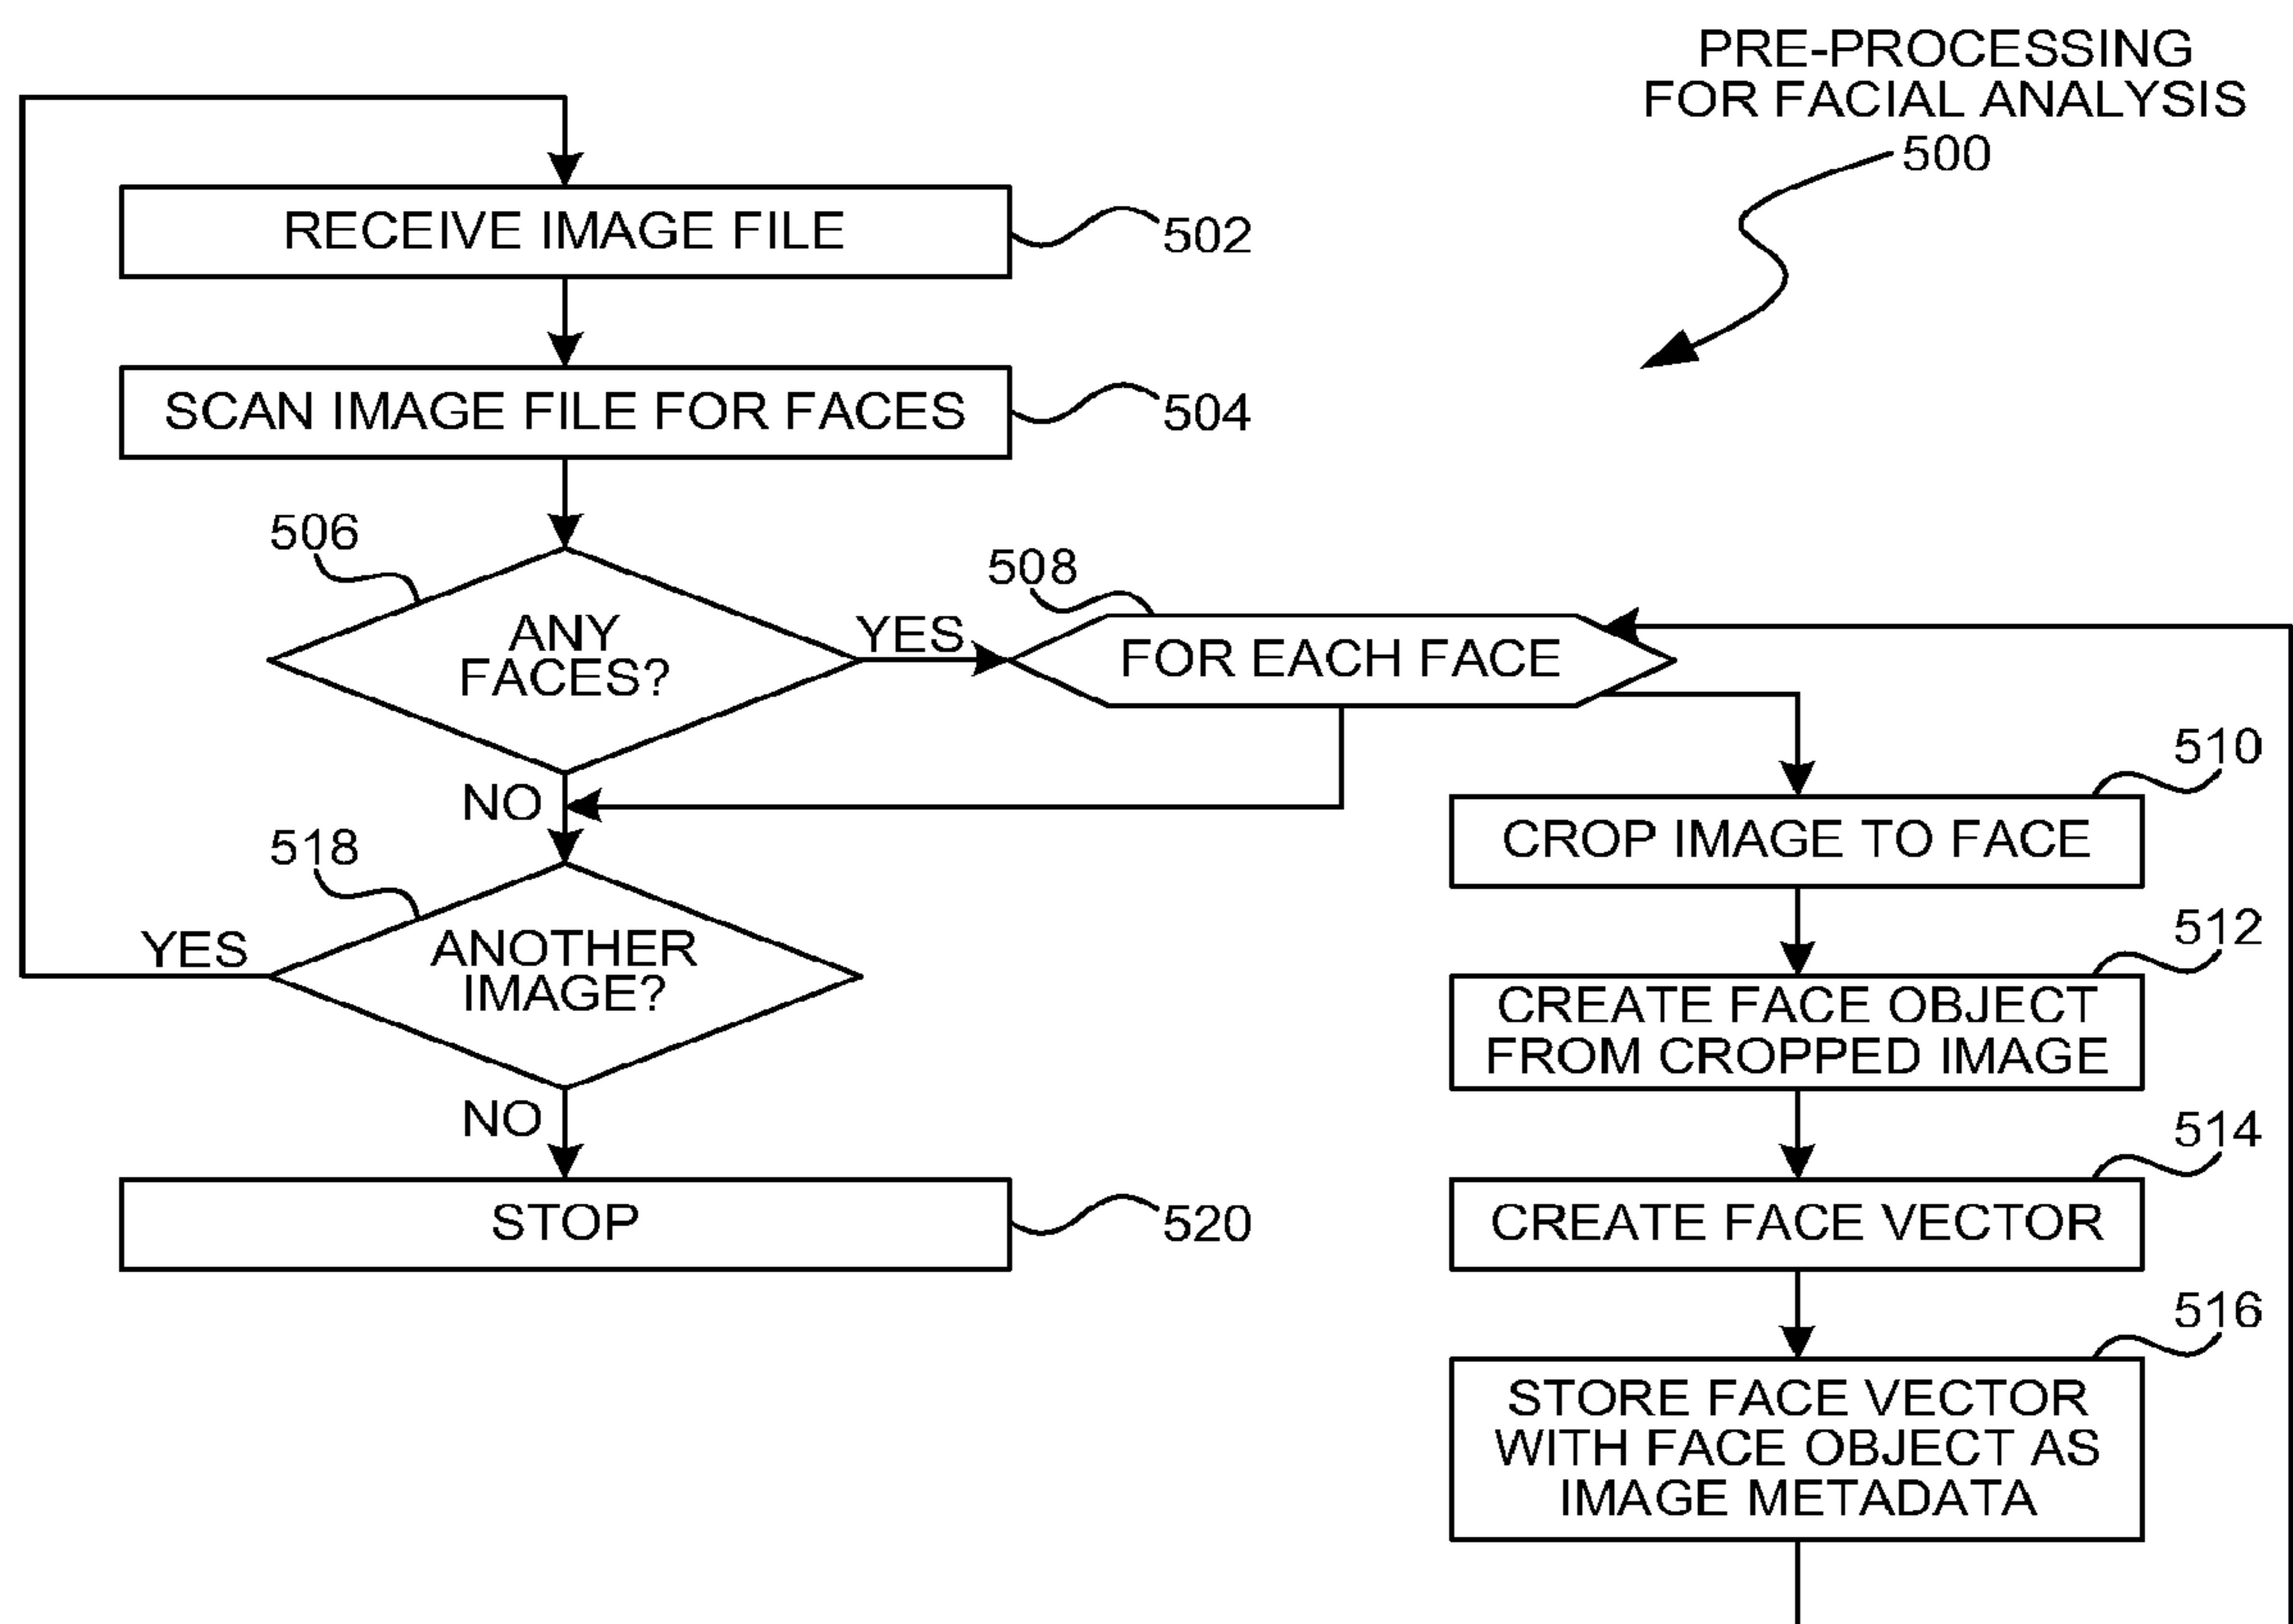 PRE-PROCESSING
FOR FACIAL ANALYSIS
500
RECEIVE IMAGE FILE
502
SCAN IMAGE FILE FOR FACES
504
506
ANY
FACES?
YES
508
FOR EACH FACE
NO
510
CROP IMAGE TO FACE
518
ANOTHER
IMAGE?
YES
NO
512
CREATE FACE OBJECT
FROM CROPPED IMAGE
514
CREATE FACE VECTOR
STOP
520
516
STORE FACE VECTOR
WITH FACE OBJECT AS
IMAGE METADATA